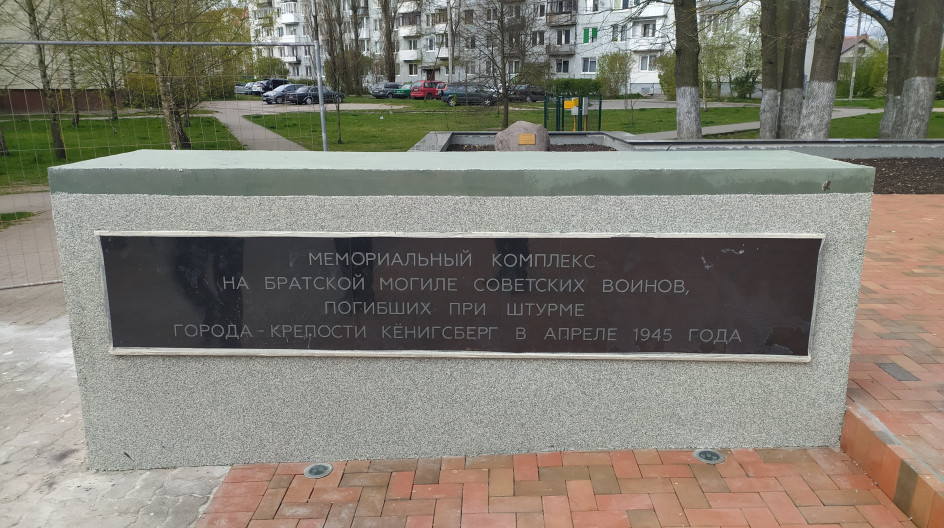 МЕМОРИАЛЬНЫЙ КОМПЛЕКС
НА БРАТСКОЙ МОГИЛЕ СОВЕТСКИХ ВОИНОВ,
ПОГИБШИХ ПРИ ШТУРМЕ
ГОРОДА - КРЕПОСТИ КЁНИГСБЕРГ В АПРЕЛЕ 1945 ГОДА